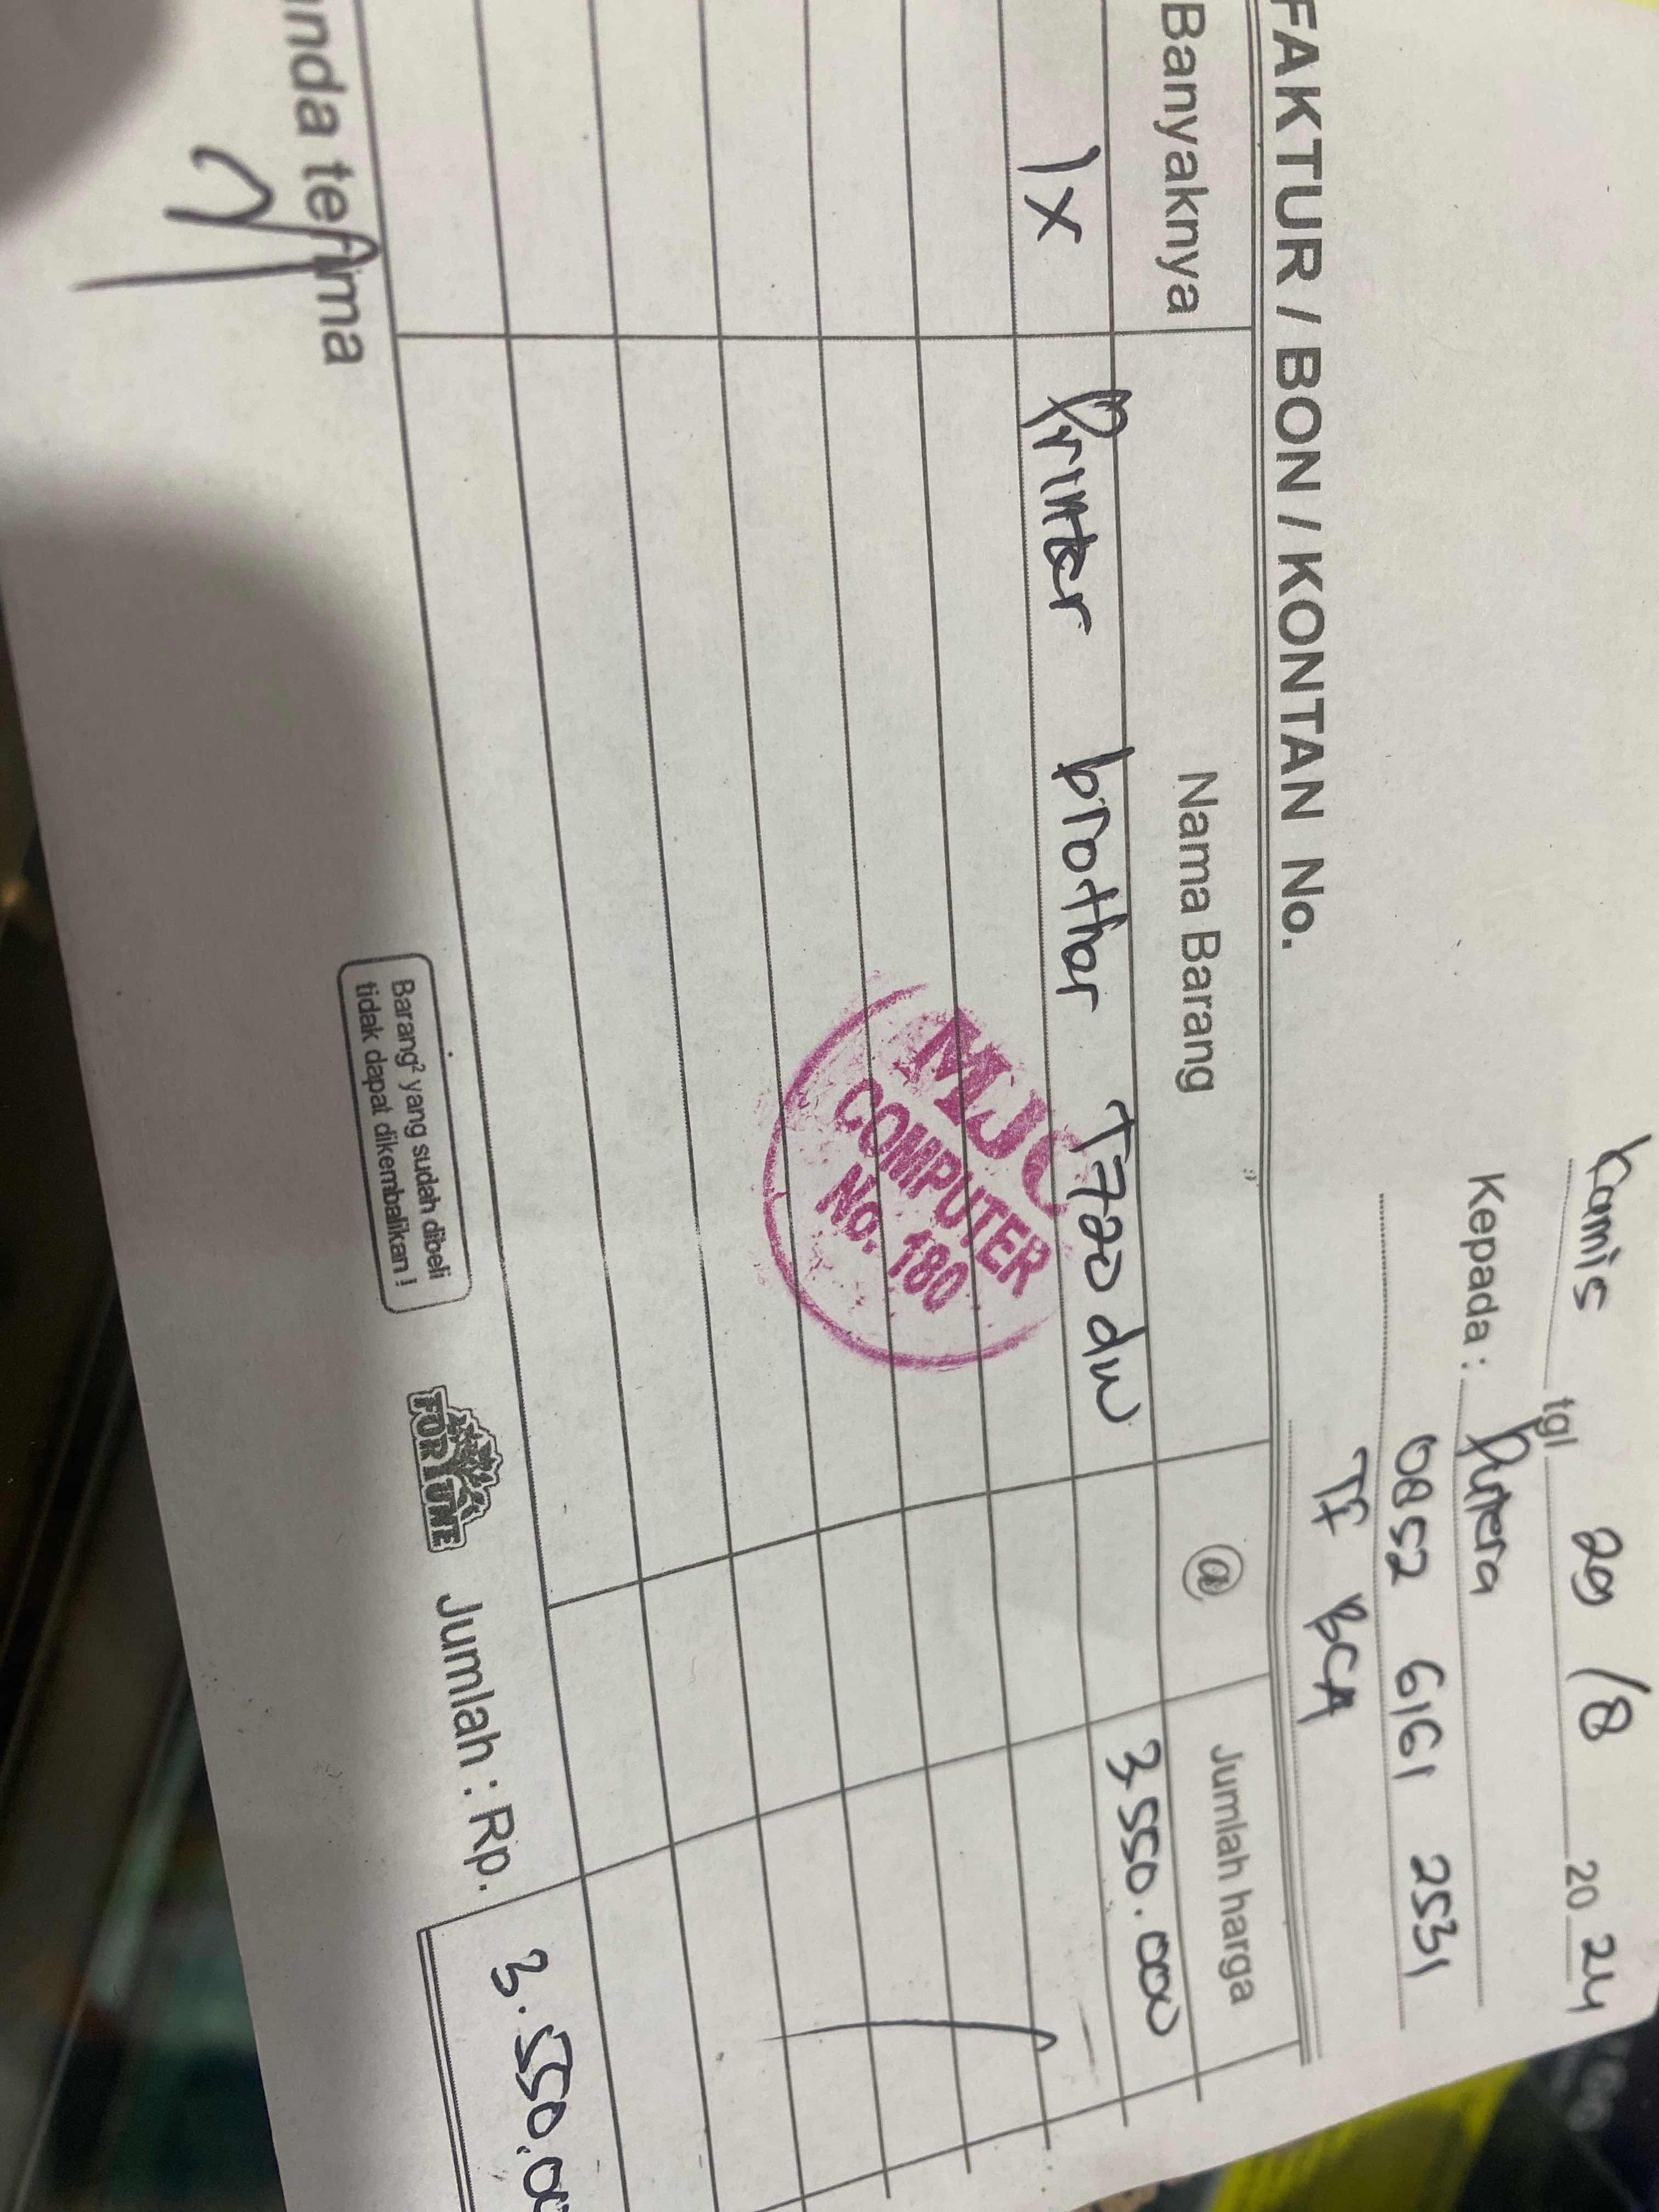 Kamis tgl 29 / 8 20 24
Kepada : Putera
0852 6161 2531
TF BCA
FAKTUR / BON / KONTAN No.
Banyaknya Nama Barang @ Jumlah harga
1x Printer brother T720 dw 3.550.000
MJC
COMPUTER
No. 180
Jumlah : Rp. 3.550.00
FORTUNE
Barang² yang sudah dibeli
tidak dapat dikembalikan !
anda terima